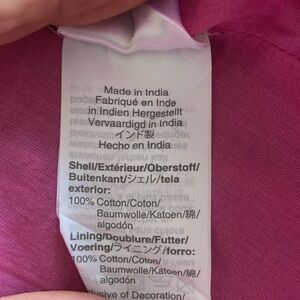 Made in India
Fabriqué en Inde
in Indien Hergestellt
Vervaardigd in India
インド製
Hecho en India
Shell/Extérieur/Oberstoff/
Buitenkant/シェル/tela
exterior:
100% Cotton/Coton/
Baumwolle/Katoen/綿/
algodón
Lining/Doublure/Futter/
Voering/ライニング/forro:
100% Cotton/Coton/
Baumwolle/Katoen/綿/
algodón
of Decoration/